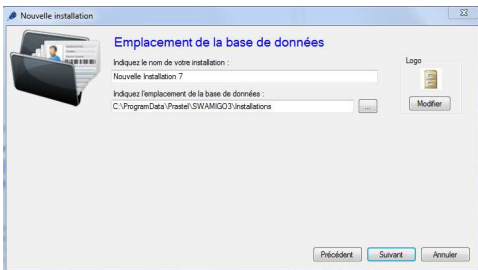 Nouvelle installation
Emplacement de la base de données
Indiquez le nom de votre installation :
Nouvelle Installation 7
Indiquez l'emplacement de la base de données :
C:\ProgramData\Prastel\SWAMIGO3\Installations
...
Logo
Modifier
Précédent
Suivant
Annuler